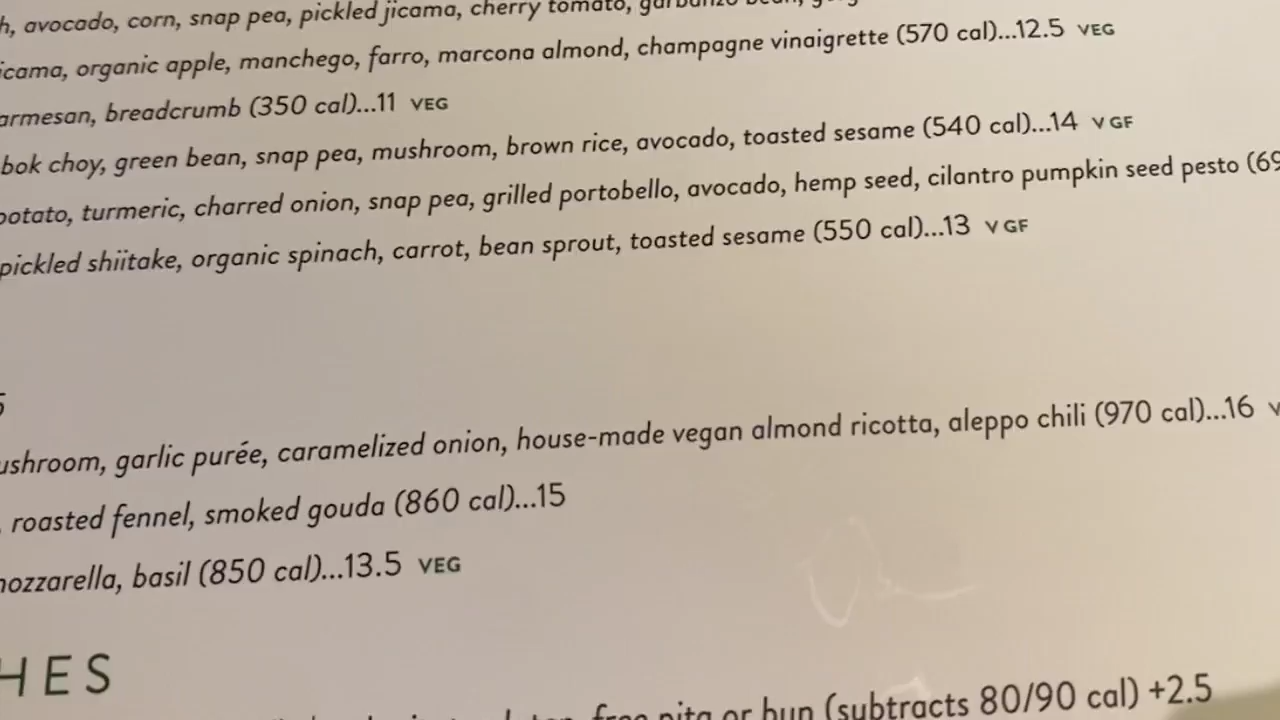 avocado, corn, snap pea, pickled jicama, cherry tomato,
organic apple, manchego, farro, marcona almond, champagne vinaigrette (570 cal)...12.5 VEG
breadcrumb (350 cal)...11 VEG
bok choy, green bean, snap pea, mushroom, brown rice, avocado, toasted sesame (540 cal)...14 V GF
turmeric, charred onion, snap pea, grilled portobello, avocado, hemp seed, cilantro pumpkin seed pesto
pickled shiitake, organic spinach, carrot, bean sprout, toasted sesame (550 cal)...13 V GF
garlic purée, caramelized onion, house-made vegan almond ricotta, aleppo chili (970 cal)...16
roasted fennel, smoked gouda (860 cal)...15
basil (850 cal)...13.5 VEG
HES
pita or bun (subtracts 80/90 cal) +2.5